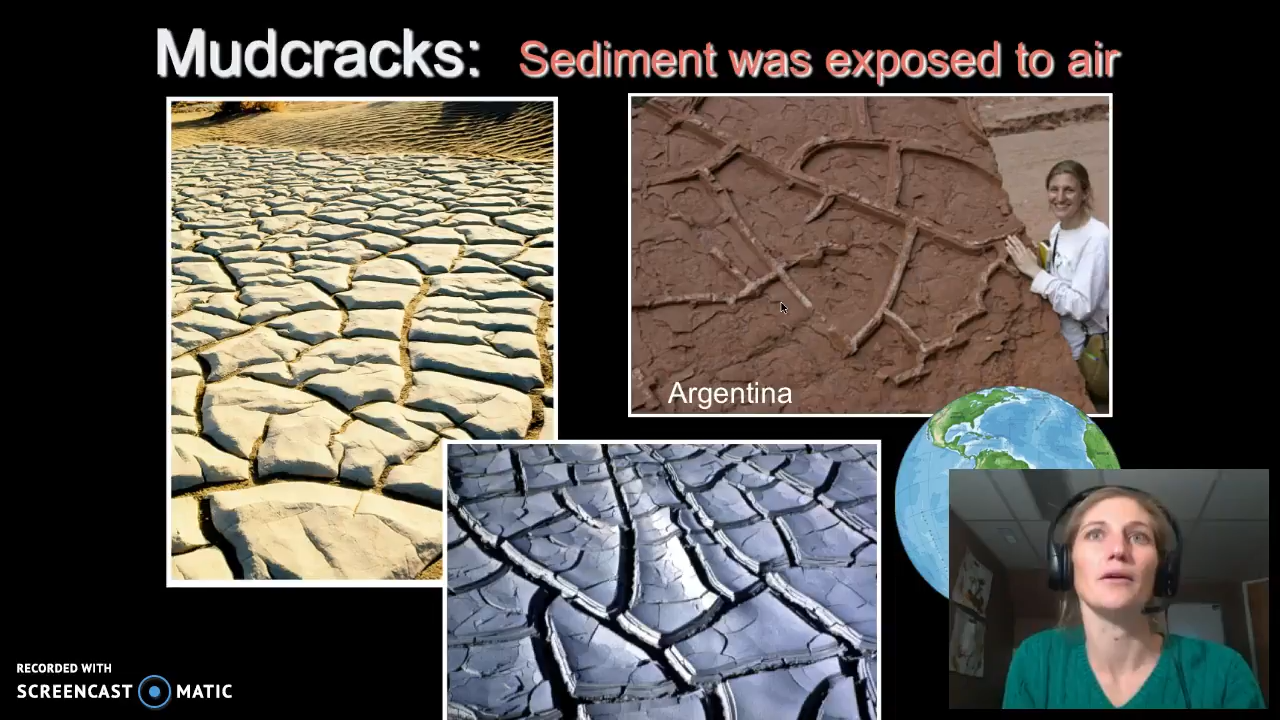 Mudcracks: Sediment was exposed to air
Argentina
RECORDED WITH
SCREENCAST MATIC